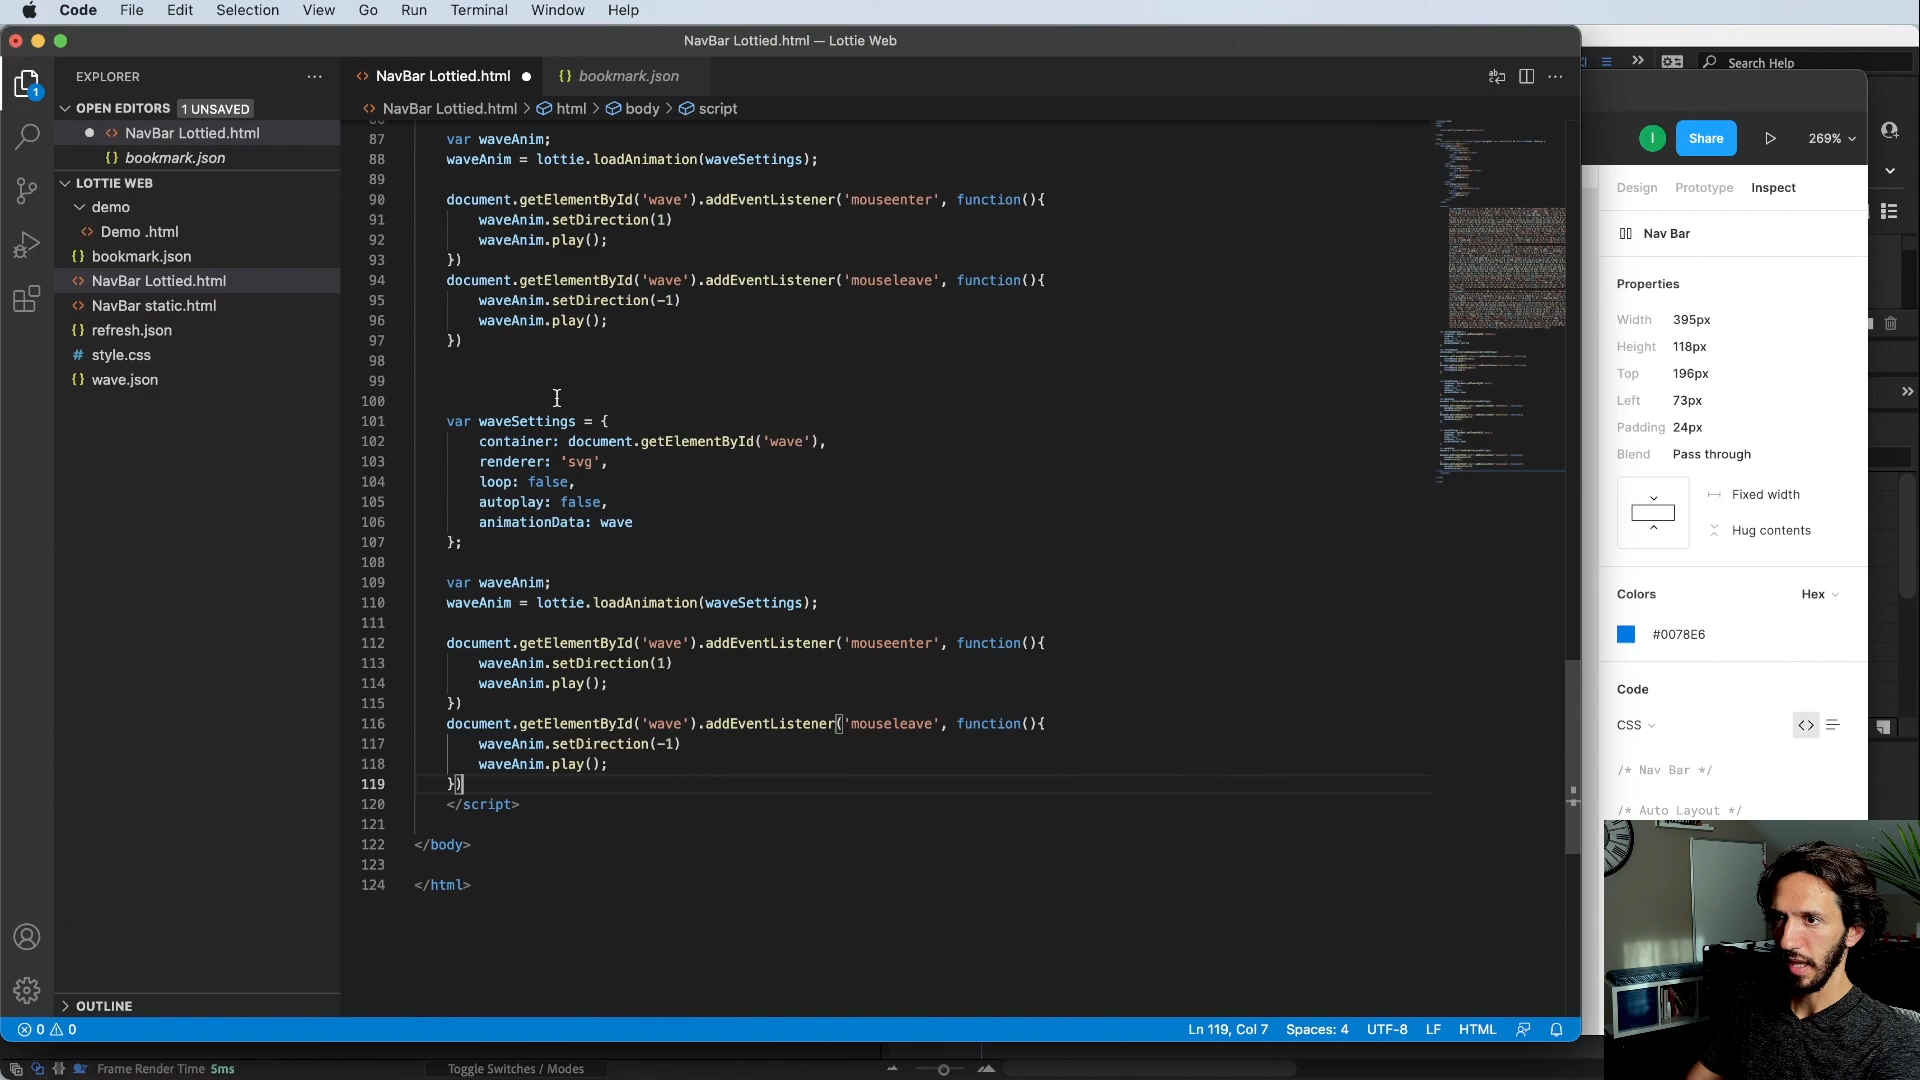 Code File Edit Selection View Go Run Terminal Window Help
NavBar Lottied.html — Lottie Web
EXPLORER
OPEN EDITORS 1 UNSAVED
NavBar Lottied.html
{} bookmark.json
LOTTIE WEB
demo
<> Demo .html
{} bookmark.json
<> NavBar Lottied.html
<> NavBar static.html
{} refresh.json
# style.css
{} wave.json
OUTLINE
1
<> NavBar Lottied.html
{} bookmark.json
<> NavBar Lottied.html > html > body > script
87 var waveAnim;
88 waveAnim = lottie.loadAnimation(waveSettings);
89
90 document.getElementById('wave').addEventListener('mouseenter', function(){
91 waveAnim.setDirection(1)
92 waveAnim.play();
93 })
94 document.getElementById('wave').addEventListener('mouseleave', function(){
95 waveAnim.setDirection(-1)
96 waveAnim.play();
97 })
98
99
100
101 var waveSettings = {
102 container: document.getElementById('wave'),
103 renderer: 'svg',
104 loop: false,
105 autoplay: false,
106 animationData: wave
107 };
108
109 var waveAnim;
110 waveAnim = lottie.loadAnimation(waveSettings);
111
112 document.getElementById('wave').addEventListener('mouseenter', function(){
113 waveAnim.setDirection(1)
114 waveAnim.play();
115 })
116 document.getElementById('wave').addEventListener('mouseleave', function(){
117 waveAnim.setDirection(-1)
118 waveAnim.play();
119 })
120 </script>
121
122 </body>
123
124 </html>
0 0
Ln 119, Col 7 Spaces: 4 UTF-8 LF HTML
Frame Render Time 5ms
Toggle Switches / Modes
Search Help
I Share 269%
Design Prototype Inspect
Nav Bar
Properties
Width 395px
Height 118px
Top 196px
Left 73px
Padding 24px
Blend Pass through
Fixed width
Hug contents
Colors Hex
#0078E6
Code
CSS <>
/* Nav Bar */
/* Auto Layout */